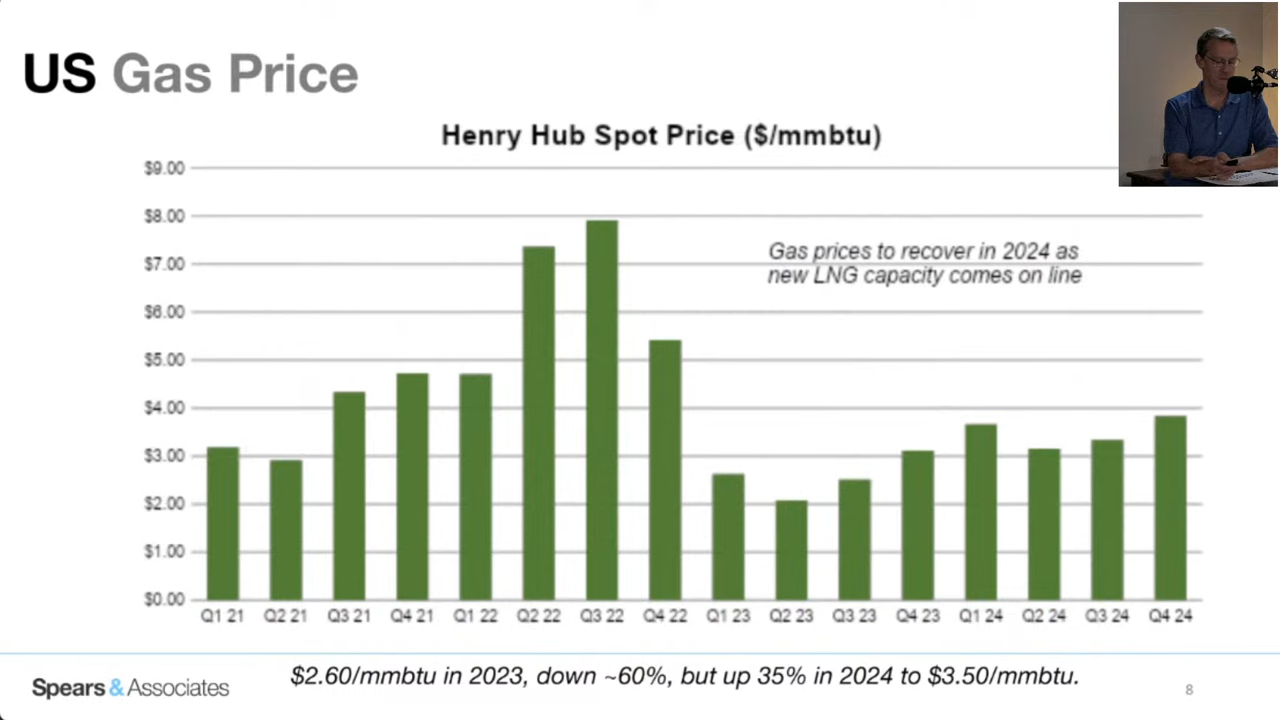 US Gas Price
Henry Hub Spot Price ($/mmbtu)
$9.00
$8.00
$7.00
$6.00
$5.00
$4.00
$3.00
$2.00
$1.00
$0.00
Gas prices to recover in 2024 as
new LNG capacity comes on line
Q1 21 Q2 21 Q3 21 Q4 21 Q1 22 Q2 22 Q3 22 Q4 22 Q1 23 Q2 23 Q3 23 Q4 23 Q1 24 Q2 24 Q3 24 Q4 24
$2.60/mmbtu in 2023, down ~60%, but up 35% in 2024 to $3.50/mmbtu.
Spears & Associates
8